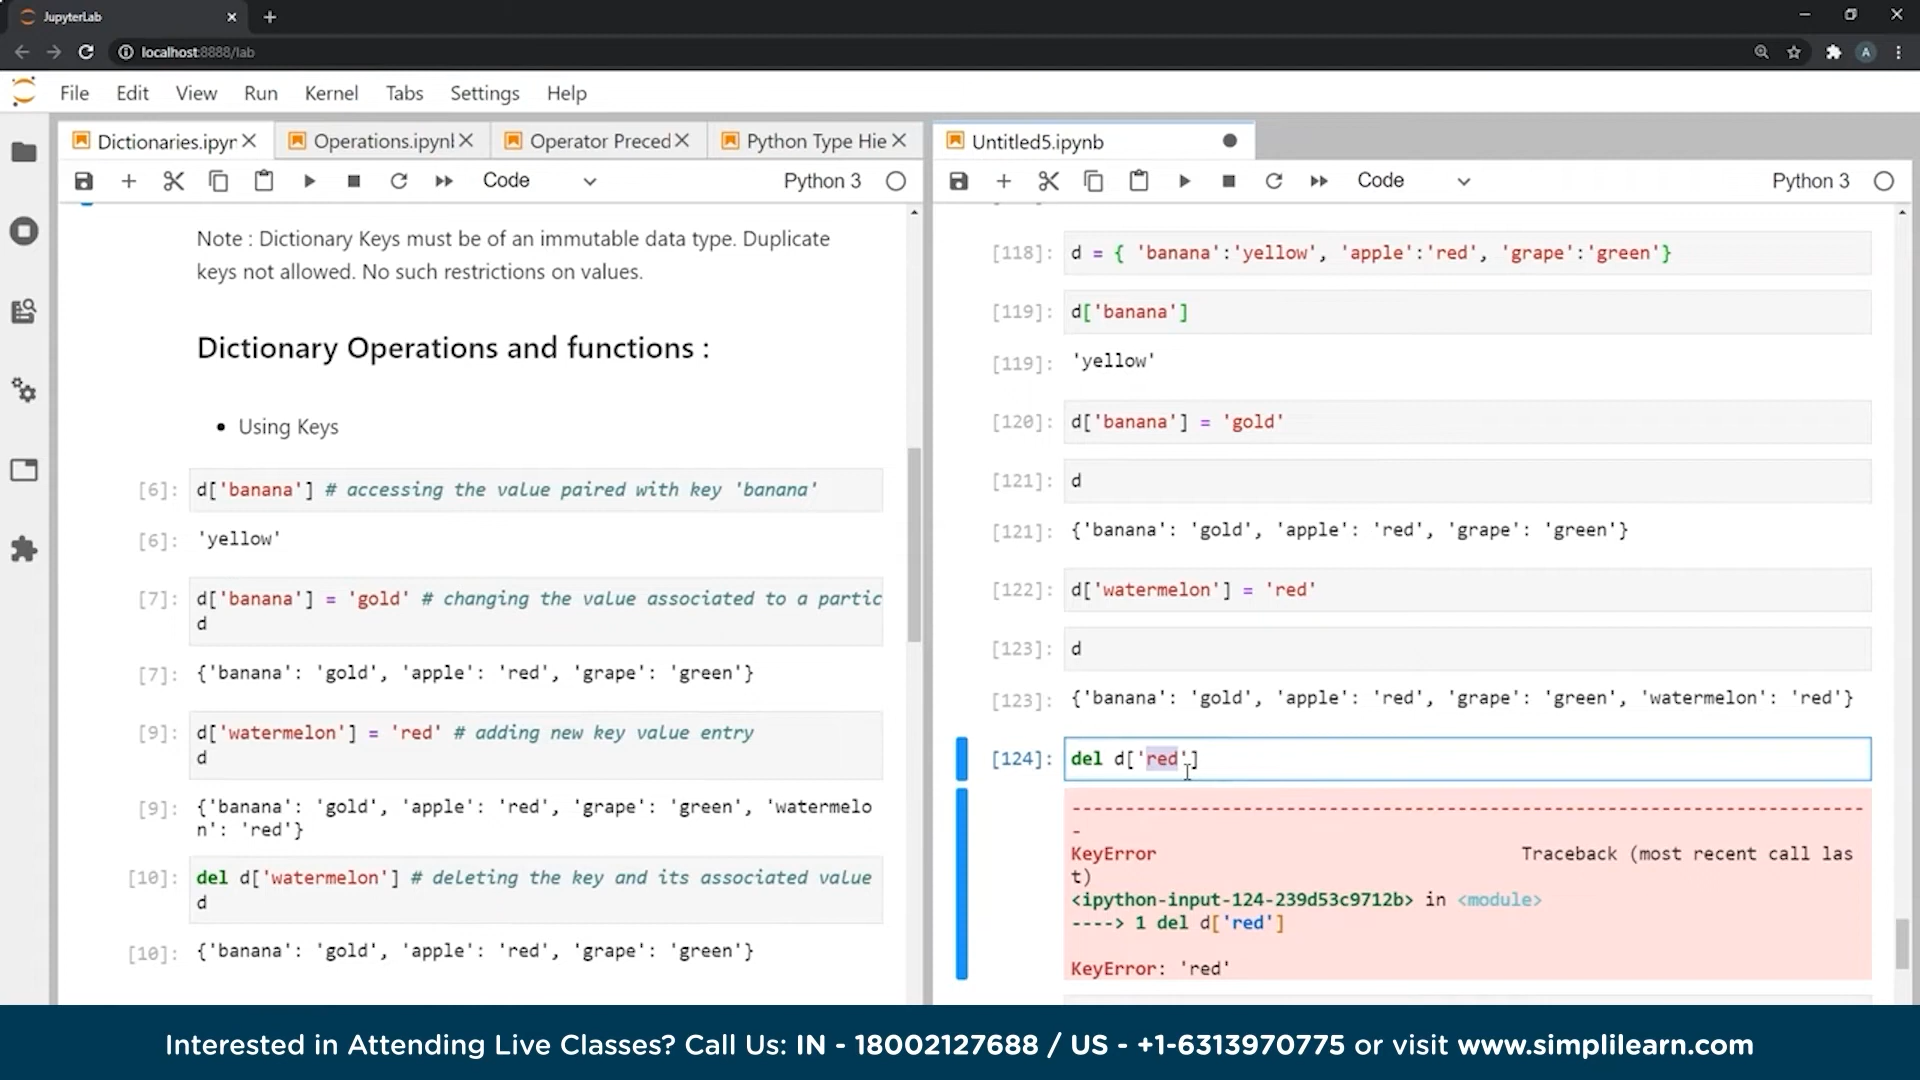 JupyterLab
localhost:8888/lab
A
File Edit View Run Kernel Tabs Settings Help
Dictionaries.ipyr
Operations.ipynl
Operator Preced
Python Type Hie
Code
Python 3
Note : Dictionary Keys must be of an immutable data type. Duplicate
keys not allowed. No such restrictions on values.
Dictionary Operations and functions :
• Using Keys
[6]: d['banana'] # accessing the value paired with key 'banana'
[6]: 'yellow'
[7]: d['banana'] = 'gold' # changing the value associated to a partic
d
[7]: {'banana': 'gold', 'apple': 'red', 'grape': 'green'}
[9]: d['watermelon'] = 'red' # adding new key value entry
d
[9]: {'banana': 'gold', 'apple': 'red', 'grape': 'green', 'watermelo
n': 'red'}
[10]: del d['watermelon'] # deleting the key and its associated value
d
[10]: {'banana': 'gold', 'apple': 'red', 'grape': 'green'}
Untitled5.ipynb
Code
Python 3
[118]: d = { 'banana':'yellow', 'apple':'red', 'grape':'green'}
[119]: d['banana']
[119]: 'yellow'
[120]: d['banana'] = 'gold'
[121]: d
[121]: {'banana': 'gold', 'apple': 'red', 'grape': 'green'}
[122]: d['watermelon'] = 'red'
[123]: d
[123]: {'banana': 'gold', 'apple': 'red', 'grape': 'green', 'watermelon': 'red'}
[124]: del d['red']
---------------------------------------------------------------------------
-
KeyError Traceback (most recent call las
t)
<ipython-input-124-239d53c9712b> in <module>
----> 1 del d['red']
KeyError: 'red'
Interested in Attending Live Classes? Call Us: IN - 18002127688 / US - +1-6313970775 or visit www.simplilearn.com